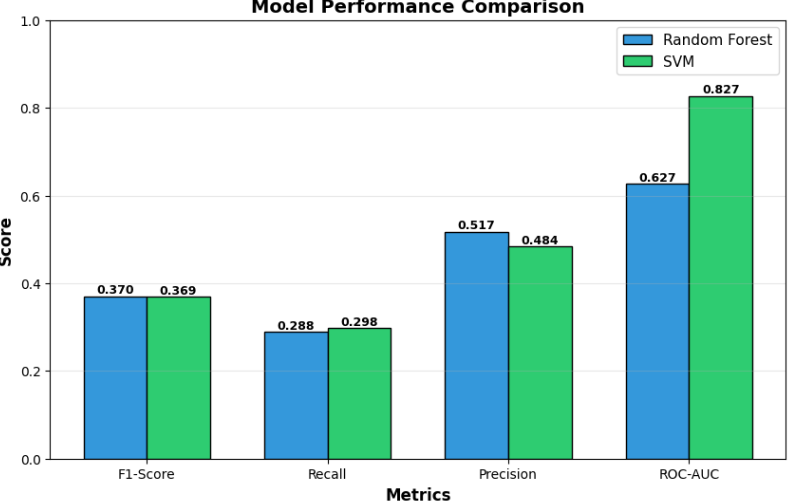 Model Performance Comparison
Random Forest
SVM
1.0
0.8
0.6
0.4
0.2
0.0
Score
0.370
0.369
0.288
0.298
0.517
0.484
0.627
0.827
F1-Score
Recall
Precision
ROC-AUC
Metrics